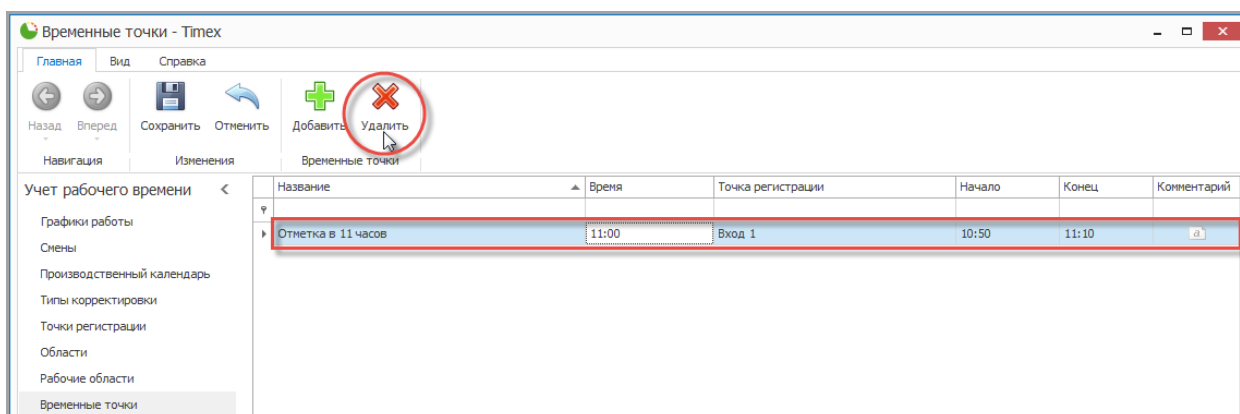 Временные точки - Timex
Главная Вид Справка
Назад Вперед Сохранить Отменить Добавить Удалить
Навигация Изменения Временные точки
Учет рабочего времени
Название Время Точка регистрации Начало Конец Комментарий
Графики работы
Отметка в 11 часов 11:00 Вход 1 10:50 11:10 a
Смены
Производственный календарь
Типы корректировки
Точки регистрации
Области
Рабочие области
Временные точки